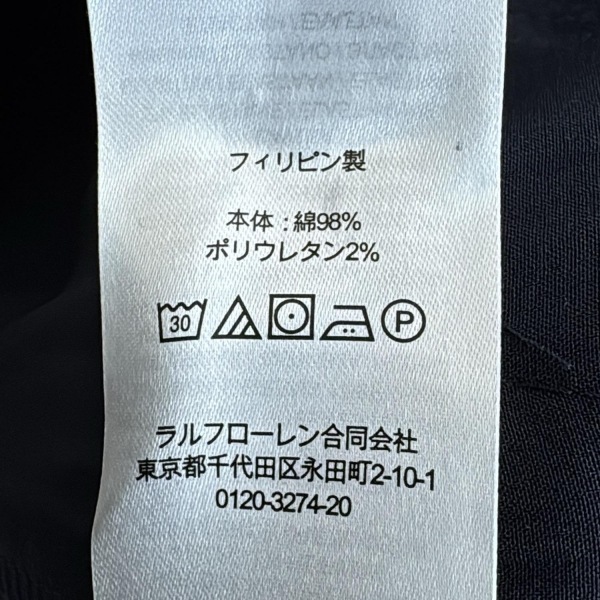 フィリピン製
本体 : 綿98%
ポリウレタン2%
30 P
ラルフローレン合同会社
東京都千代田区永田町2-10-1
0120-3274-20